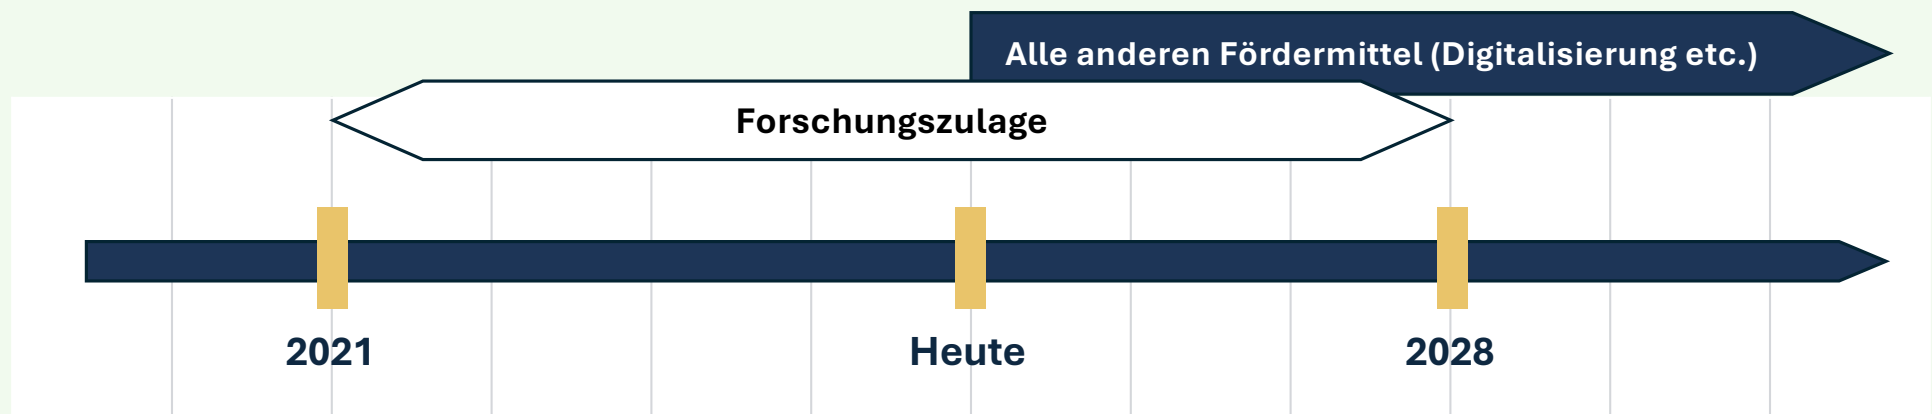 Alle anderen Fördermittel (Digitalisierung etc.)
Forschungszulage
2021
Heute
2028